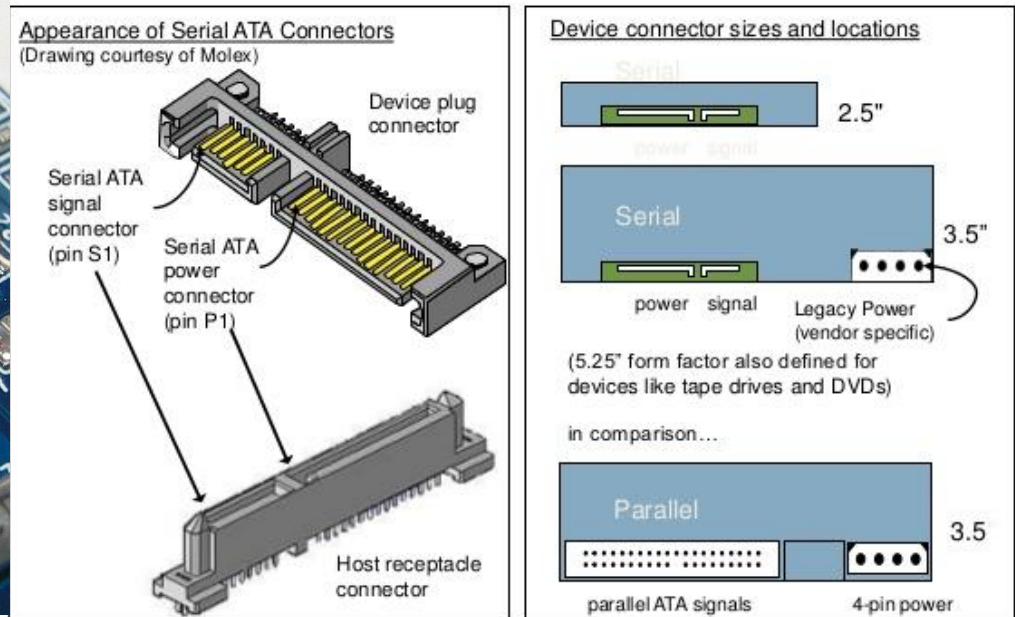 Appearance of Serial ATA Connectors
(Drawing courtesy of Molex)
Device plug
connector
Serial ATA
signal
connector
(pin S1)
Serial ATA
power
connector
(pin P1)
Host receptacle
connector
Device connector sizes and locations
Serial
2.5"
power signal
Serial
3.5"
power signal
Legacy Power
(vendor specific)
(5.25" form factor also defined for
devices like tape drives and DVDs)
in comparison...
Parallel
3.5
parallel ATA signals
4-pin power